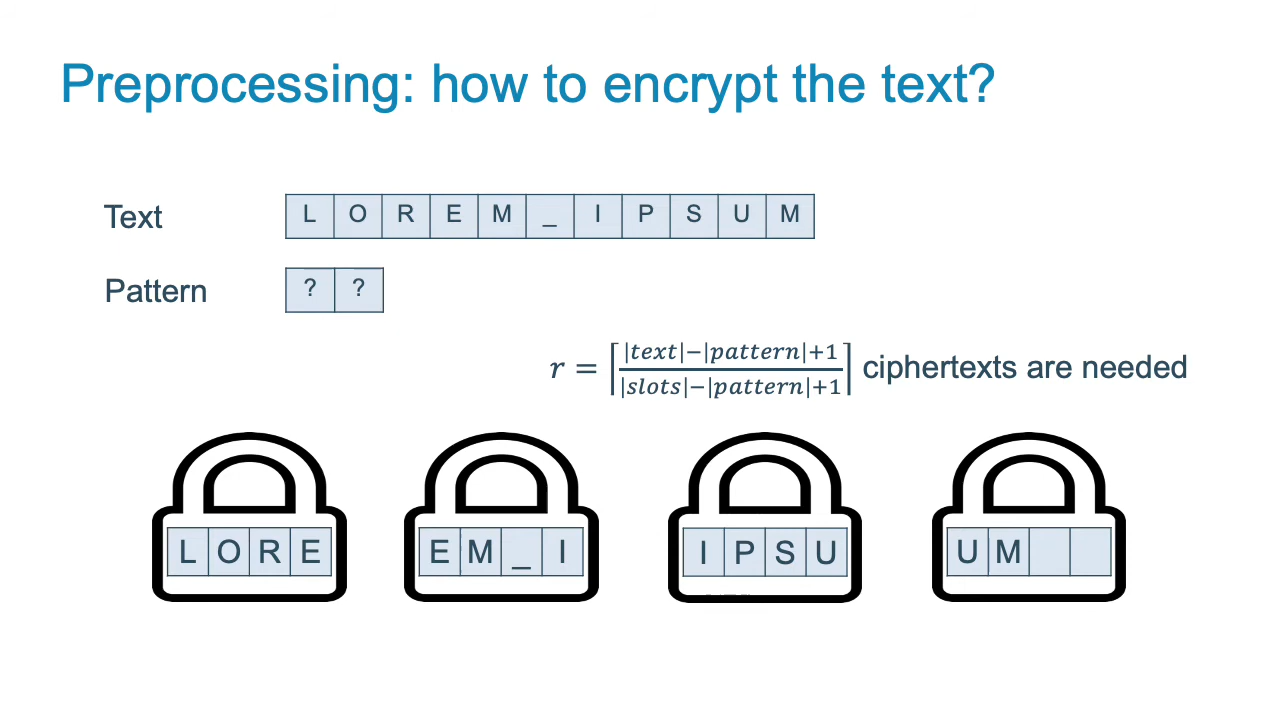 Preprocessing: how to encrypt the text?
Text L O R E M _ I P S U M
Pattern ? ?
r = ⌈(|text|−|pattern|+1)/(|slots|−|pattern|+1)⌉ ciphertexts are needed
L O R E E M _ I I P S U U M